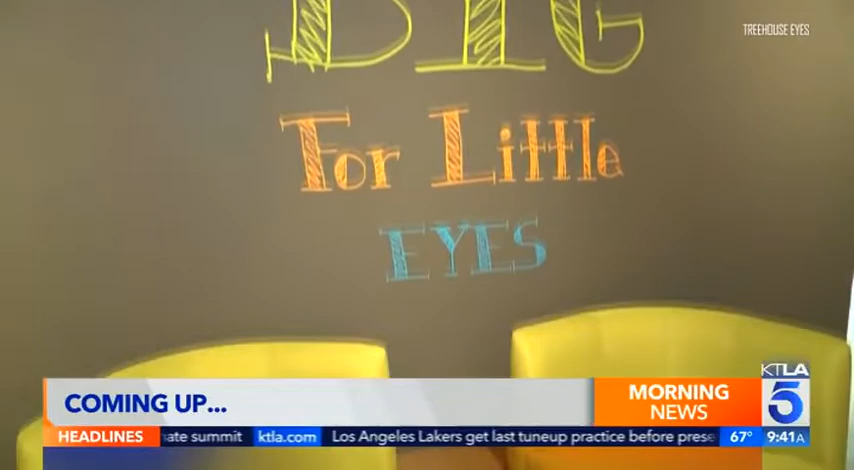 TREEHOUSE EYES
BIG
For Little
EYES
COMING UP...
MORNING
NEWS
KTLA
5
HEADLINES
ate summit ktla.com Los Angeles Lakers get last tuneup practice before prese
67° 9:41A